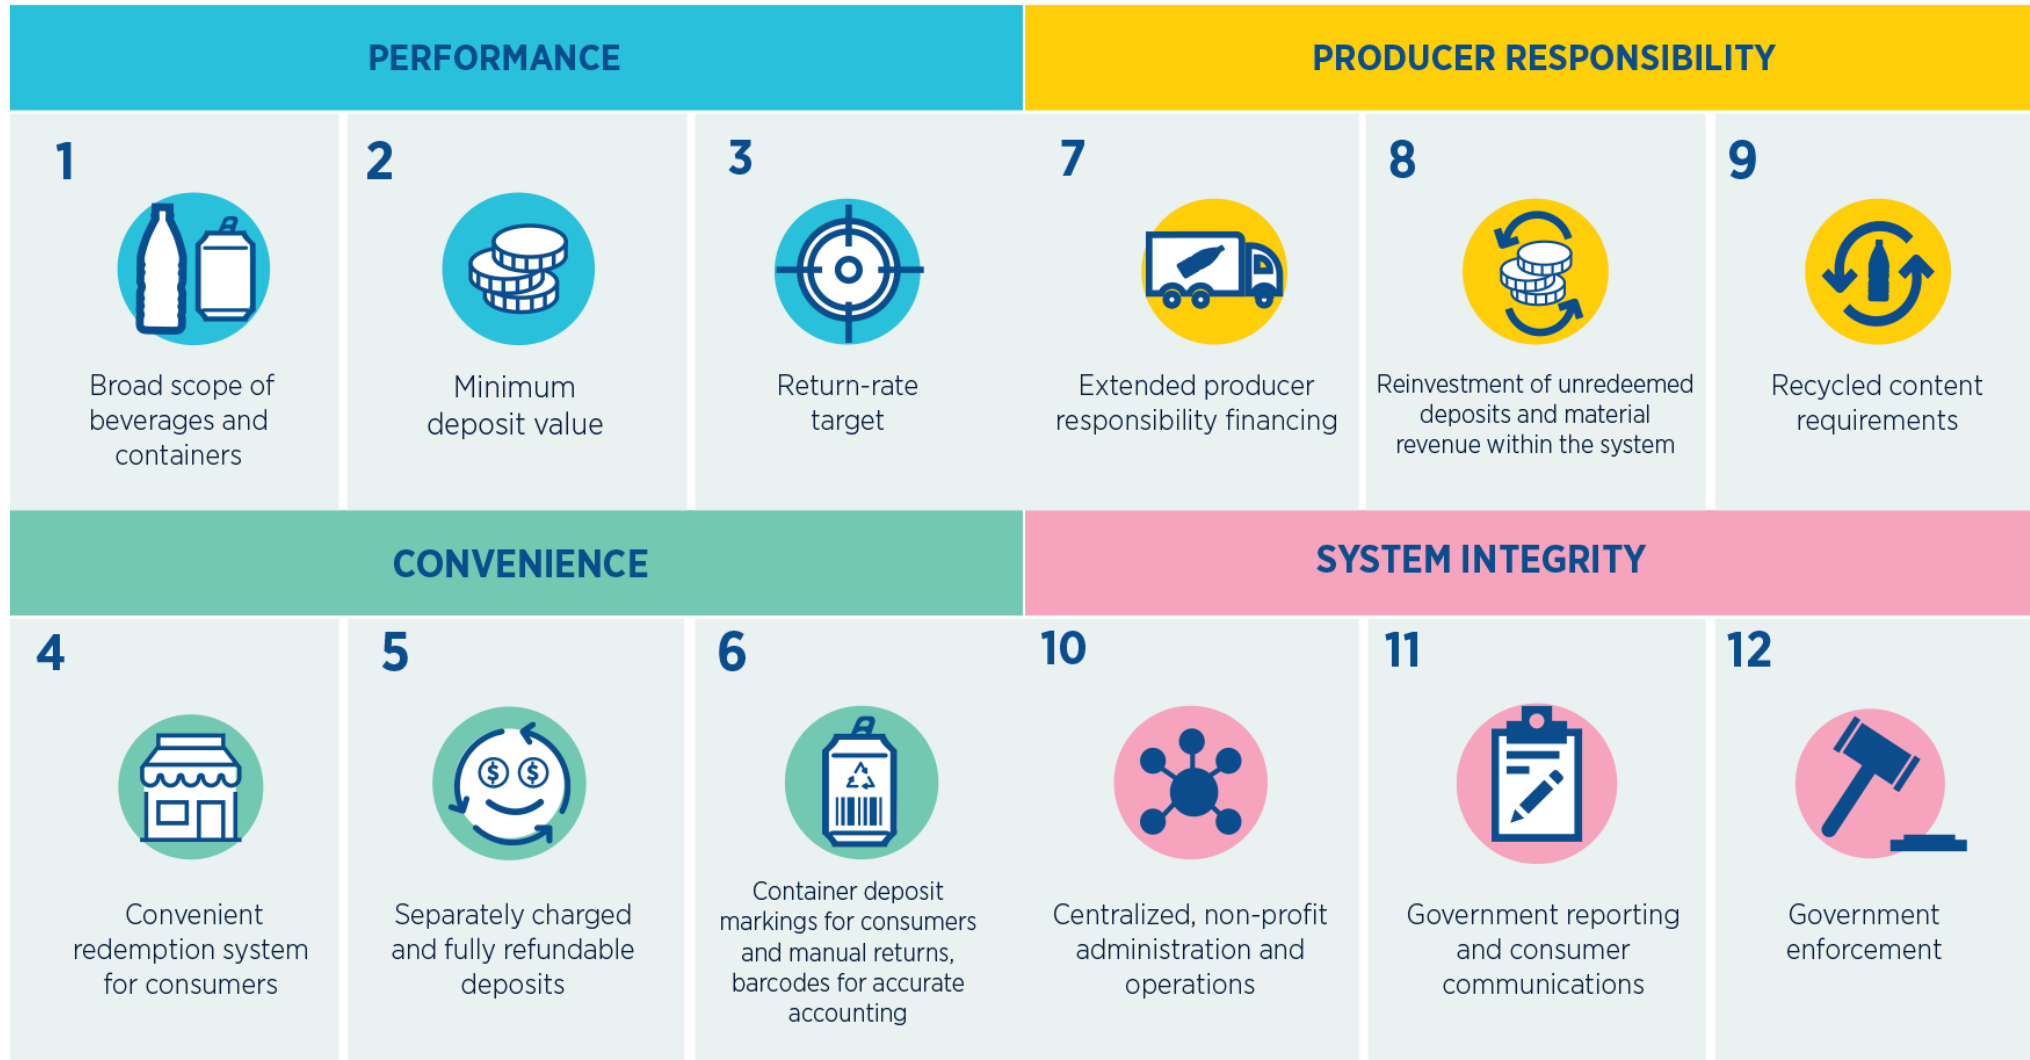 PERFORMANCE
1
Broad scope of
beverages and
containers
2
Minimum
deposit value
3
Return-rate
target
PRODUCER RESPONSIBILITY
7
Extended producer
responsibility financing
8
Reinvestment of unredeemed
deposits and material
revenue within the system
9
Recycled content
requirements
CONVENIENCE
4
Convenient
redemption system
for consumers
5
$ $
Separately charged
and fully refundable
deposits
6
Container deposit
markings for consumers
and manual returns,
barcodes for accurate
accounting
SYSTEM INTEGRITY
10
Centralized, non-profit
administration and
operations
11
Government reporting
and consumer
communications
12
Government
enforcement